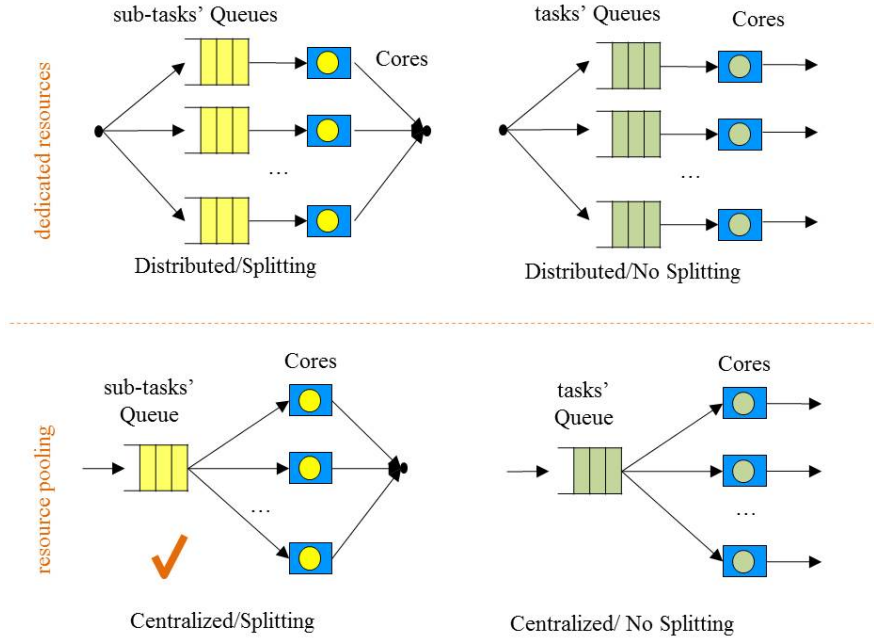 sub-tasks’ Queues
tasks’ Queues
Cores
Cores
dedicated resources
…
…
Distributed/Splitting
Distributed/No Splitting
Cores
Cores
sub-tasks’
Queue
tasks’
Queue
resource pooling
…
…
Centralized/Splitting
Centralized/ No Splitting